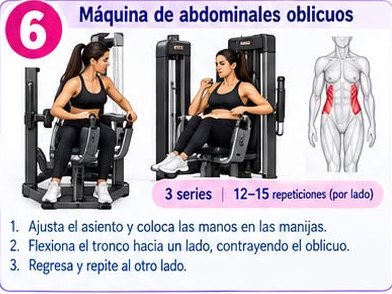 6
Máquina de abdominales oblicuos
3 series | 12–15 repeticiones (por lado)
1. Ajusta el asiento y coloca las manos en las manijas.
2. Flexiona el tronco hacia un lado, contrayendo el oblicuo.
3. Regresa y repite al otro lado.